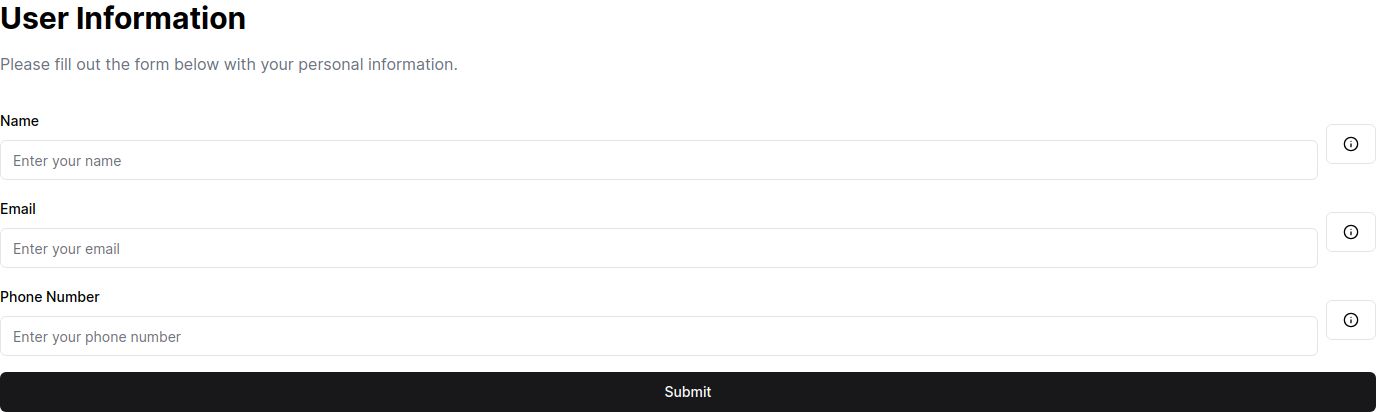 User Information
Please fill out the form below with your personal information.
Name
Enter your name
Email
Enter your email
Phone Number
Enter your phone number
Submit